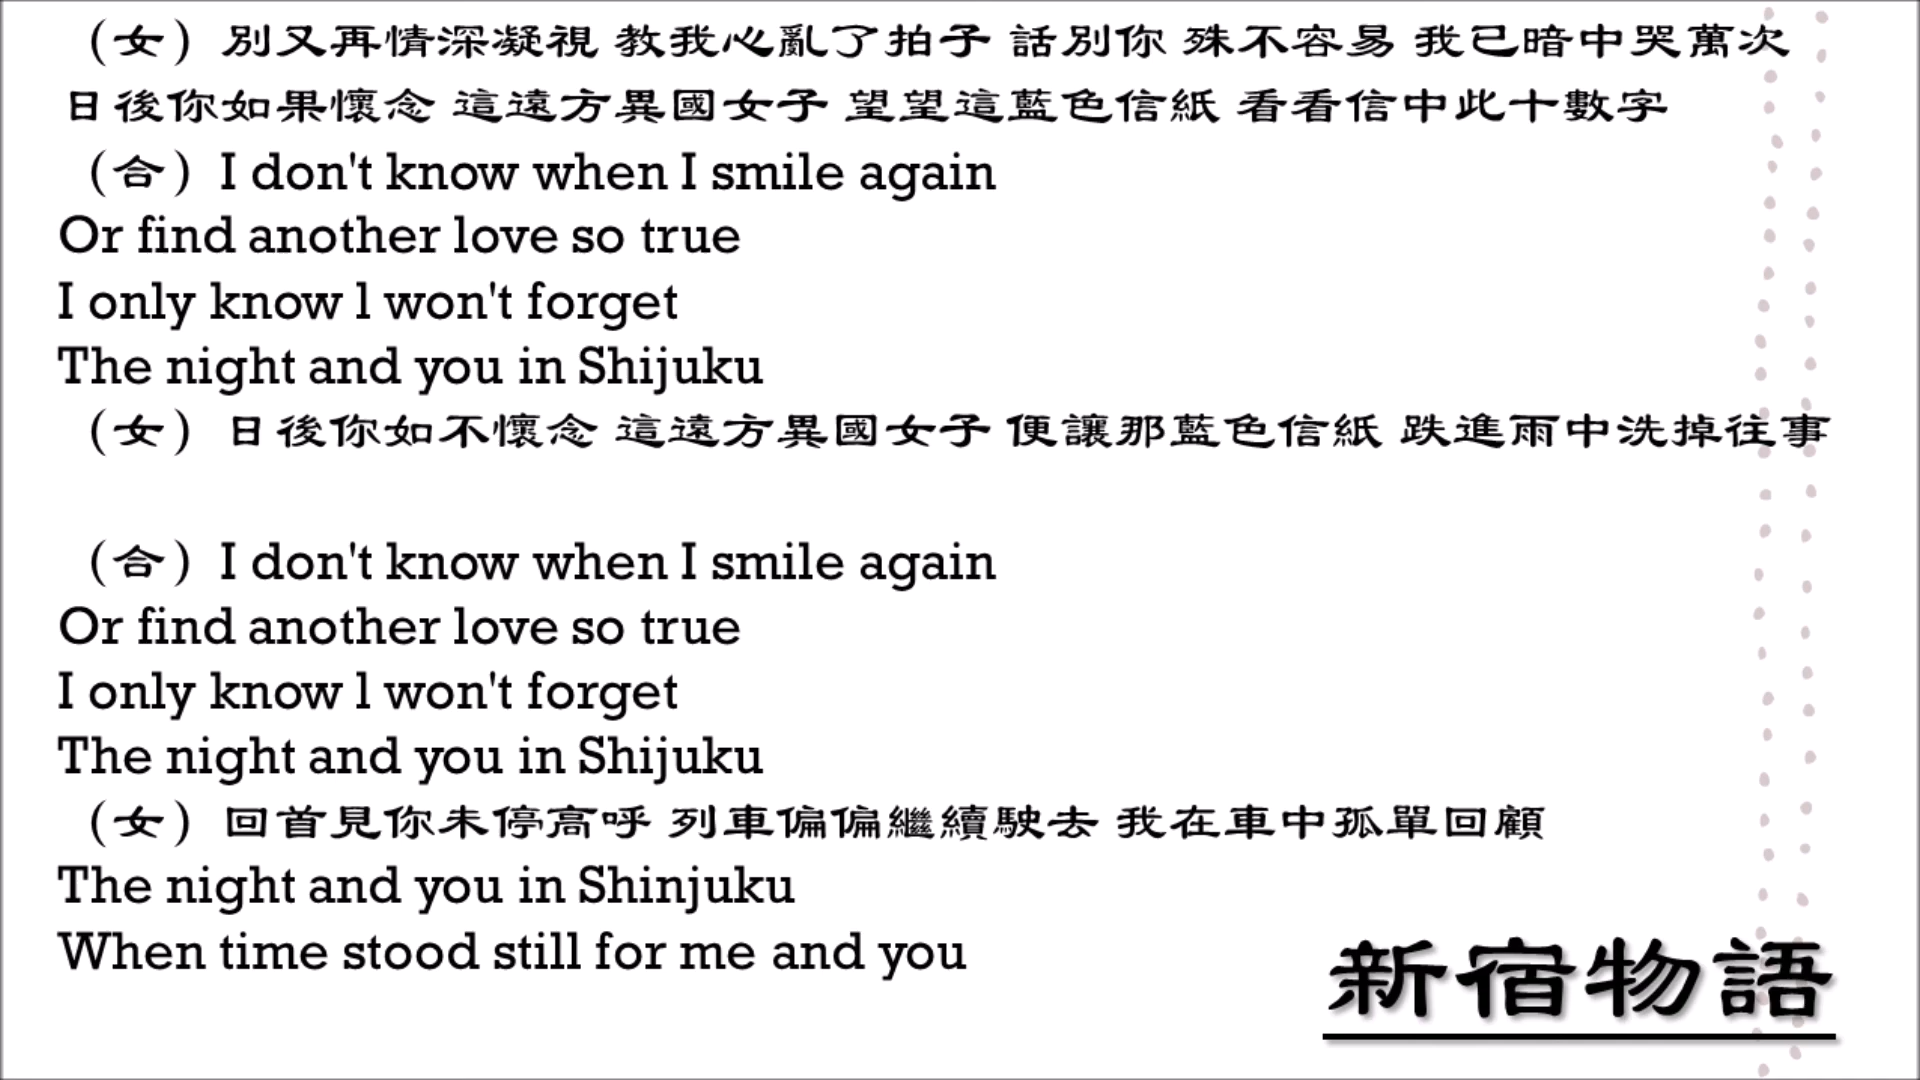 （女）別又再情深凝視 教我心亂了拍子 話別你 殊不容易 我已暗中哭萬次
日後你如果懷念 這遠方異國女子 望望這藍色信紙 看看信中此十數字
（合）I don't know when I smile again
Or find another love so true
I only know l won't forget
The night and you in Shijuku
（女）日後你如不懷念 這遠方異國女子 便讓那藍色信紙 跌進雨中洗掉往事
（合）I don't know when I smile again
Or find another love so true
I only know l won't forget
The night and you in Shijuku
（女）回首見你未停高呼 列車偏偏繼續駛去 我在車中孤單回顧
The night and you in Shinjuku
When time stood still for me and you
新宿物語